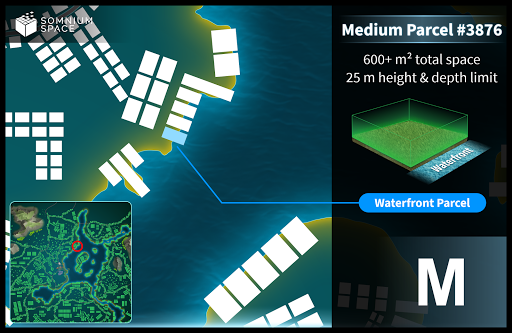 SOMNIUM
SPACE
Medium Parcel #3876
600+ m² total space
25 m height & depth limit
Waterfront
Waterfront Parcel
M